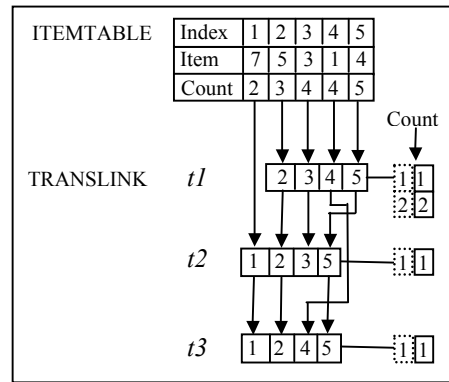 ITEMTABLE Index 1 2 3 4 5
Item 7 5 3 1 4
Count 2 3 4 4 5
Count
TRANSLINK t1 2 3 4 5 1 1
2 2
t2 1 2 3 5 1 1
t3 1 2 4 5 1 1